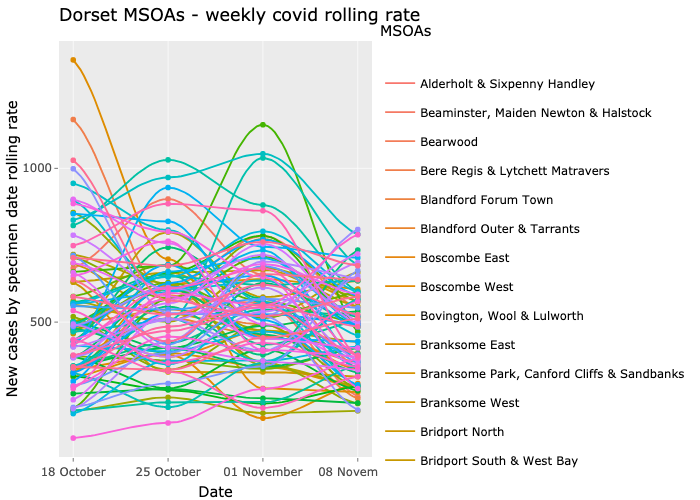 Dorset MSOAs - weekly covid rolling rate
MSOAs
New cases by specimen date rolling rate
1000
500
18 October
25 October
01 November
08 Novem
Date
Alderholt & Sixpenny Handley
Beaminster, Maiden Newton & Halstock
Bearwood
Bere Regis & Lytchett Matravers
Blandford Forum Town
Blandford Outer & Tarrants
Boscombe East
Boscombe West
Bovington, Wool & Lulworth
Branksome East
Branksome Park, Canford Cliffs & Sandbanks
Branksome West
Bridport North
Bridport South & West Bay